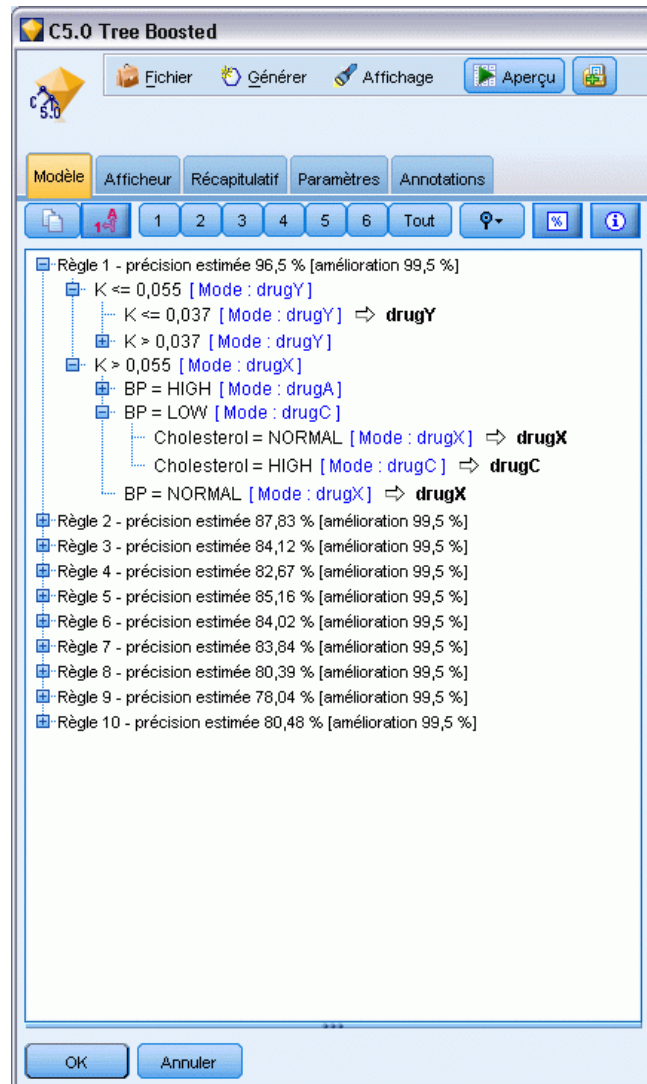 C5.0 Tree Boosted
C 5.0
Fichier Générer Affichage Aperçu
Modèle Afficheur Récapitulatif Paramètres Annotations
1 A 1 2 3 4 5 6 Tout % i
Règle 1 - précision estimée 96,5 % [amélioration 99,5 %]
K <= 0,055 [Mode : drugY]
K <= 0,037 [Mode : drugY] ⇨ drugY
K > 0,037 [Mode : drugY]
K > 0,055 [Mode : drugX]
BP = HIGH [Mode : drugA]
BP = LOW [Mode : drugC]
Cholesterol = NORMAL [Mode : drugX] ⇨ drugX
Cholesterol = HIGH [Mode : drugC] ⇨ drugC
BP = NORMAL [Mode : drugX] ⇨ drugX
Règle 2 - précision estimée 87,83 % [amélioration 99,5 %]
Règle 3 - précision estimée 84,12 % [amélioration 99,5 %]
Règle 4 - précision estimée 82,67 % [amélioration 99,5 %]
Règle 5 - précision estimée 85,16 % [amélioration 99,5 %]
Règle 6 - précision estimée 84,02 % [amélioration 99,5 %]
Règle 7 - précision estimée 83,84 % [amélioration 99,5 %]
Règle 8 - précision estimée 80,39 % [amélioration 99,5 %]
Règle 9 - précision estimée 78,04 % [amélioration 99,5 %]
Règle 10 - précision estimée 80,48 % [amélioration 99,5 %]
OK Annuler